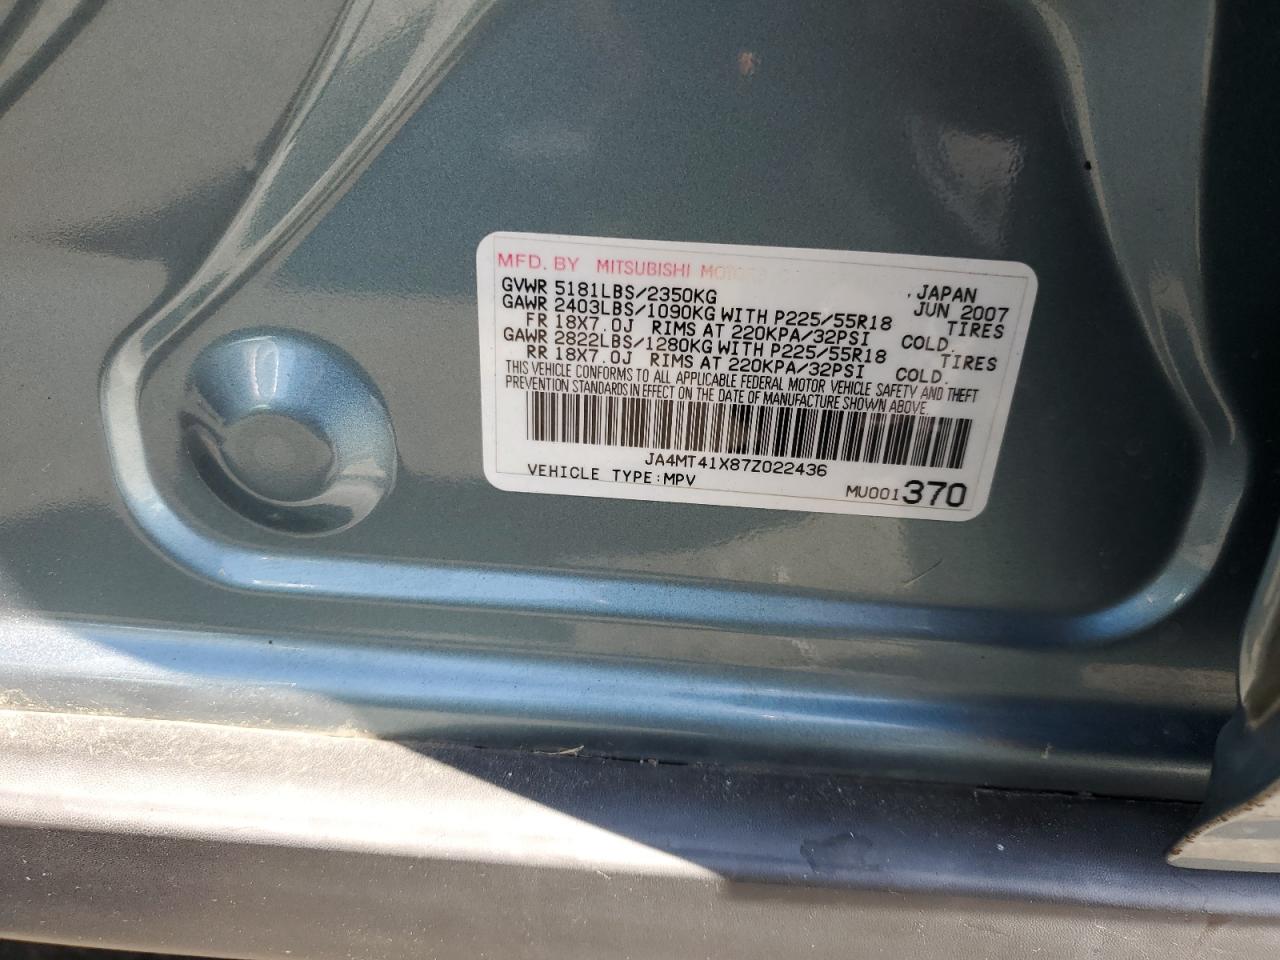 MFD. BY MITSUBISHI MOTORS JAPAN
GVWR 5181LBS/2350KG JUN 2007
GAWR 2403LBS/1090KG WITH P225/55R18 TIRES
FR 18X7.0J RIMS AT 220KPA/32PSI COLD.
GAWR 2822LBS/1280KG WITH P225/55R18 TIRES
RR 18X7.0J RIMS AT 220KPA/32PSI COLD.
THIS VEHICLE CONFORMS TO ALL APPLICABLE FEDERAL MOTOR VEHICLE SAFETY AND THEFT
PREVENTION STANDARDS IN EFFECT ON THE DATE OF MANUFACTURE SHOWN ABOVE.
JA4MT41X87Z022436
VEHICLE TYPE:MPV
MU001370